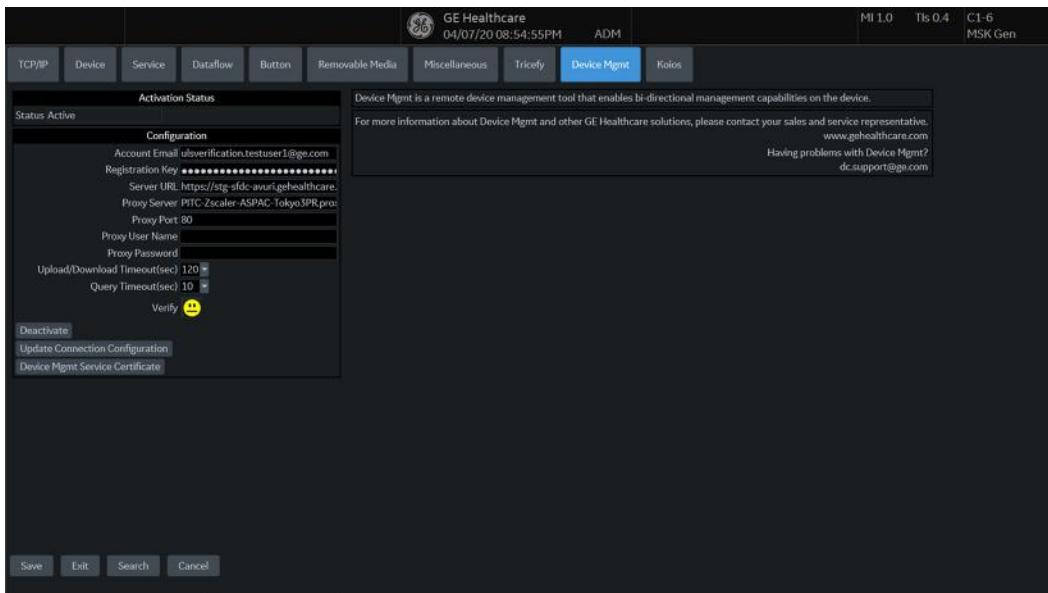 GE Healthcare
04/07/20 08:54:55PM ADM
MI 1.0 TIs 0.4 C1-6
MSK Gen
TCP/IP Device Service Dataflow Button Removable Media Miscellaneous Tricefy Device Mgmt Koios
Activation Status
Status Active
Configuration
Account Email ulsverification.testuser1@ge.com
Registration Key
Server URL https://stg-sfdc-avuri.gehealthcare.
Proxy Server PITC-Zscaler-ASPAC-Tokyo3PR.pro
Proxy Port 80
Proxy User Name
Proxy Password
Upload/Download Timeout(sec) 120
Query Timeout(sec) 10
Verify
Deactivate
Update Connection Configuration
Device Mgmt Service Certificate
Device Mgmt is a remote device management tool that enables bi-directional management capabilities on the device.
For more information about Device Mgmt and other GE Healthcare solutions, please contact your sales and service representative.
www.gehealthcare.com
Having problems with Device Mgmt?
dc.support@ge.com
Save Exit Search Cancel